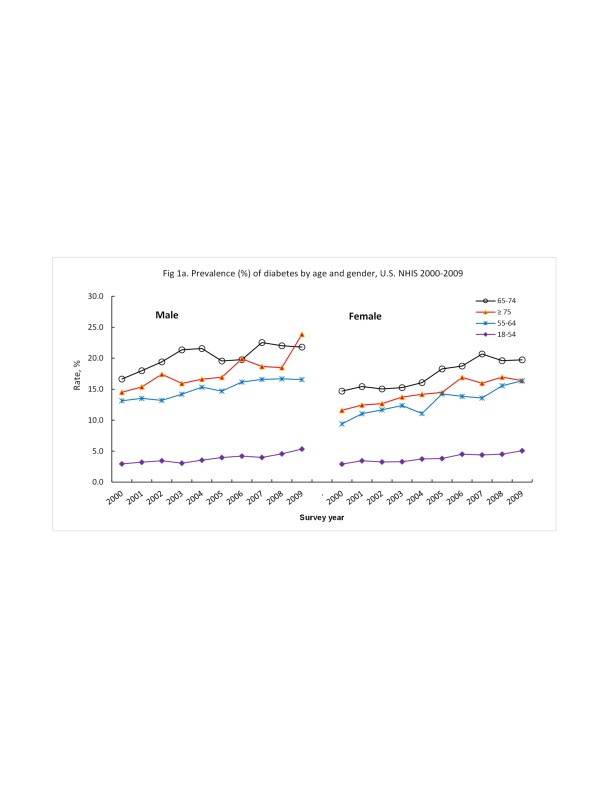 Fig 1a. Prevalence (%) of diabetes by age and gender, U.S. NHIS 2000-2009
Male
Female
65-74
≥ 75
55-64
18-54
Rate, %
30.0
25.0
20.0
15.0
10.0
5.0
0.0
2000 2001 2002 2003 2004 2005 2006 2007 2008 2009 . 2000 2001 2002 2003 2004 2005 2006 2007 2008 2009
Survey year